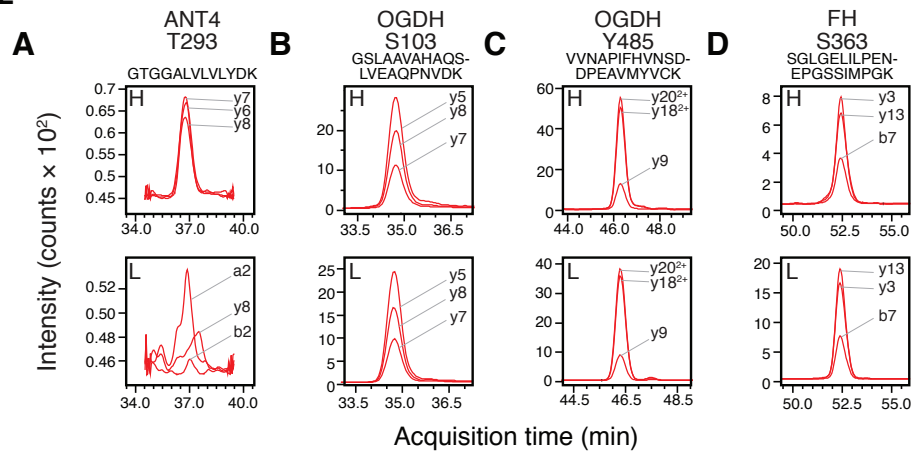 A
ANT4
T293
GTGGALVLVLYDK
B
OGDH
S103
GSLAAVAHAQS-
LVEAQPNVDK
C
OGDH
Y485
VVNAPIFHVNSD-
DPEAVMYVCK
D
FH
S363
SGLGELILPEN-
EPGSSIMPGK
Intensity (counts × 10²)
H
y7
y6
y8
0.7
0.65
0.6
0.55
0.5
0.45
34.0 37.0 40.0
H
y5
y8
y7
20
10
0
33.5 35.0 36.5
H
y20²⁺
y18²⁺
y9
60
40
20
0
44.0 46.0 48.0
H
y3
y13
b7
8
6
4
2
0
50.0 52.5 55.0
L
a2
y8
b2
0.52
0.50
0.48
0.46
34.0 37.0 40.0
L
y5
y8
y7
25
20
15
10
5
0
33.5 35.0 36.5
L
y20²⁺
y18²⁺
y9
40
30
20
10
0
44.5 46.5 48.5
L
y13
y3
b7
20
15
10
5
0
50.0 52.5 55.0
Acquisition time (min)